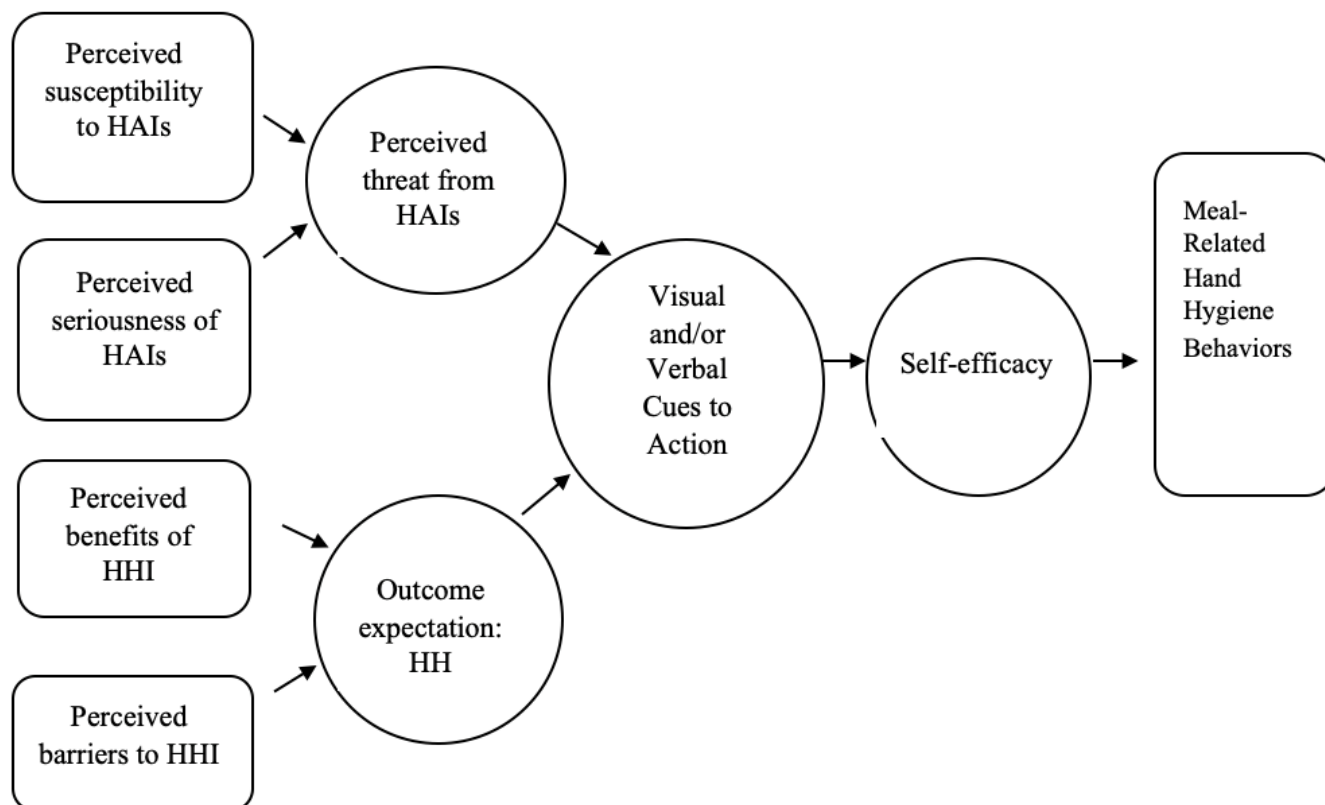 Perceived
susceptibility
to HAIs
Perceived
seriousness of
HAIs
Perceived
benefits of
HHI
Perceived
barriers to HHI
Perceived
threat from
HAIs
Outcome
expectation:
HH
Visual
and/or
Verbal
Cues to
Action
Self-efficacy
Meal-
Related
Hand
Hygiene
Behaviors